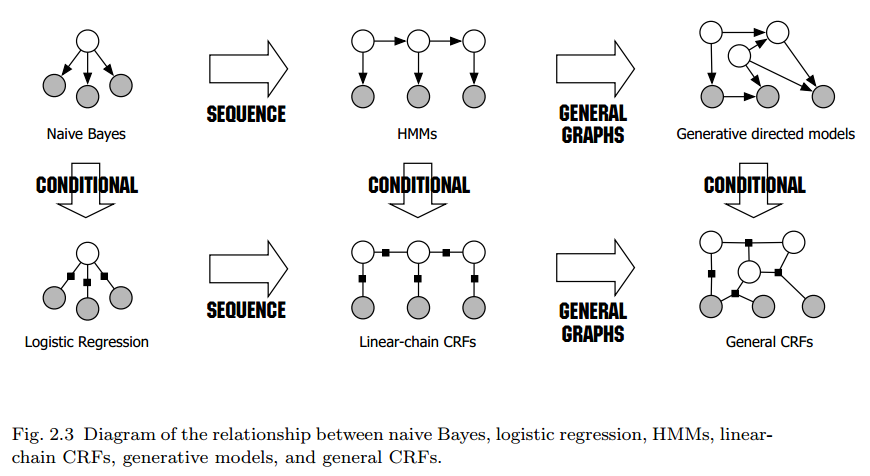 SEQUENCE
GENERAL
GRAPHS
Naive Bayes
HMMs
Generative directed models
CONDITIONAL
CONDITIONAL
CONDITIONAL
SEQUENCE
GENERAL
GRAPHS
Logistic Regression
Linear-chain CRFs
General CRFs
Fig. 2.3 Diagram of the relationship between naive Bayes, logistic regression, HMMs, linear-
chain CRFs, generative models, and general CRFs.